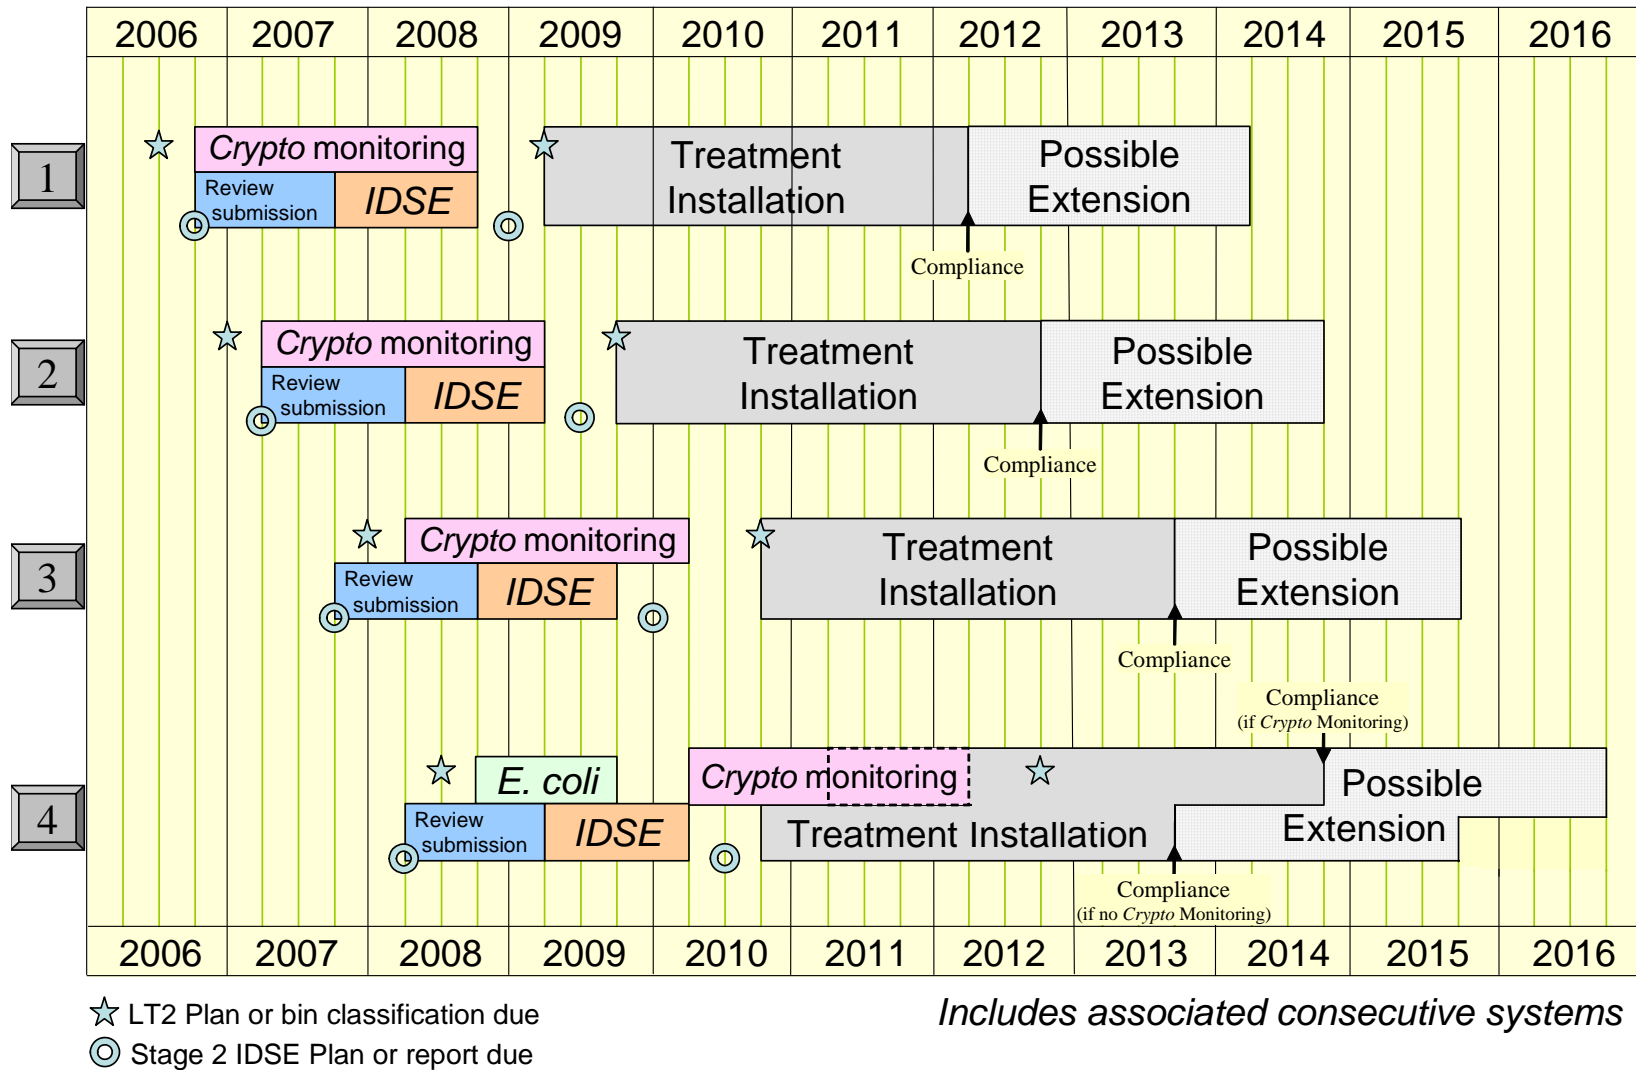 2006 2007 2008 2009 2010 2011 2012 2013 2014 2015 2016
1
Crypto monitoring
Review
submission
IDSE
Treatment
Installation
Possible
Extension
Compliance
2
Crypto monitoring
Review
submission
IDSE
Treatment
Installation
Possible
Extension
Compliance
3
Crypto monitoring
Review
submission
IDSE
Treatment
Installation
Possible
Extension
Compliance
Compliance
(if Crypto Monitoring)
4
E. coli
Review
submission
IDSE
Crypto monitoring
Treatment Installation
Possible
Extension
Compliance
(if no Crypto Monitoring)
2006 2007 2008 2009 2010 2011 2012 2013 2014 2015 2016
LT2 Plan or bin classification due
Stage 2 IDSE Plan or report due
Includes associated consecutive systems